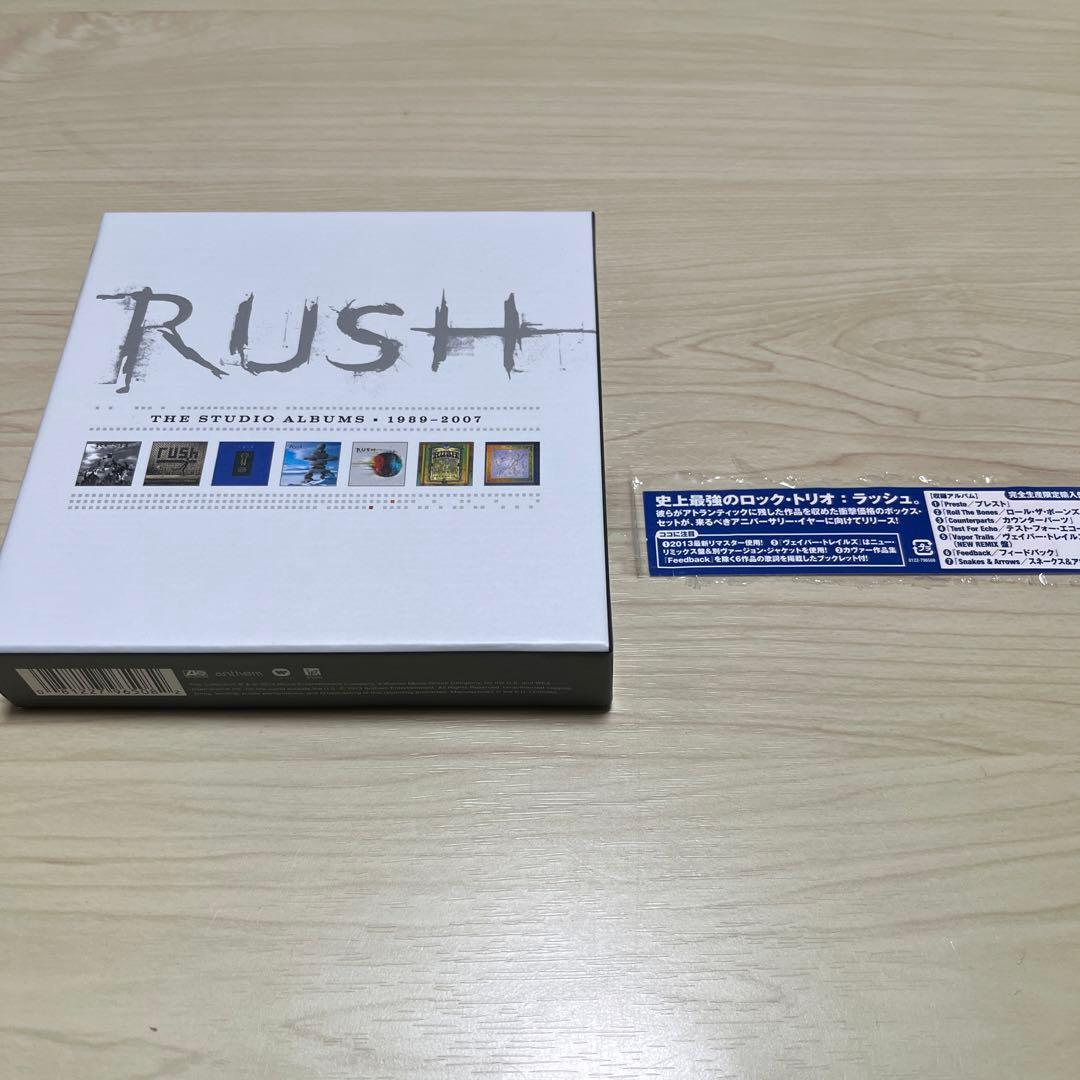 RUSH
THE STUDIO ALBUMS ▪ 1989–2007
rush
RUSH
anthem
史上最強のロック・トリオ：ラッシュ。
彼らがアトランティックに残した作品を収めた衝撃価格のボックス・
セットが、来るべきアニバーサリー・イヤーに向けてリリース!
ココに注目
❶2013最新リマスター使用! ❷『ヴェイパー・トレイルズ』はニュー・
リミックス盤&別ヴァージョン・ジャケットを使用! ❸カヴァー作品集
『Feedback』を除く6作品の歌詞を掲載したブックレット付!
プラ
8122-796508
【収録アルバム】
完全生産限定輸入盤
❶『Presto／プレスト』
❷『Roll The Bones／ロール・ザ・ボーンズ
❸『Counterparts／カウンターパーツ』
❹『Test For Echo／テスト・フォー・エコー
❺『Vapor Trails／ヴェイパー・トレイルズ
（NEW REMIX 盤）
❻『Feedback／フィードバック』
❼『Snakes & Arrows／スネークス&ア